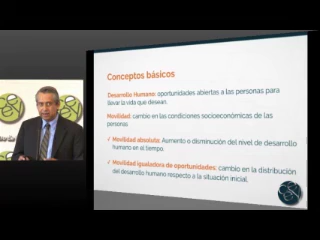 Conceptos básicos
Desarrollo Humano: oportunidades abiertas a las personas para
llevar la vida que desean.
Movilidad: cambio en las condiciones socioeconómicas de las
personas
✓ Movilidad absoluta: Aumento o disminución del nivel de desarrollo
humano en el tiempo.
✓ Movilidad igualadora de oportunidades: cambio en la distribución
del desarrollo humano respecto a la situación inicial.